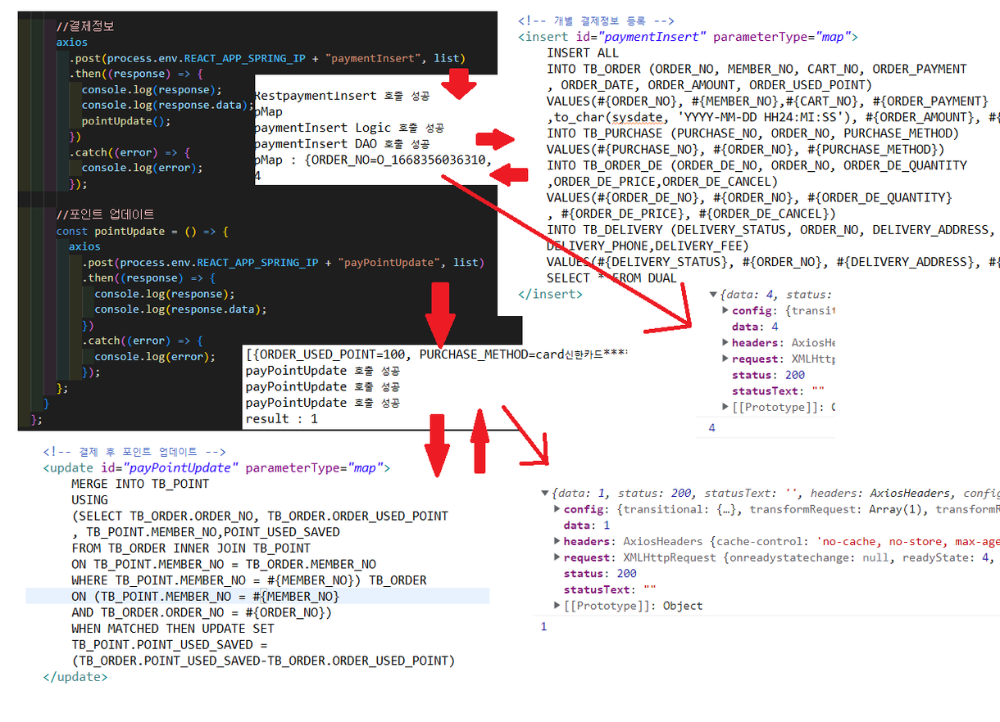 //결제정보
axios
.post(process.env.REACT_APP_SPRING_IP + "paymentInsert", list)
.then((response) => {
console.log(response);
console.log(response.data);
pointUpdate();
})
.catch((error) => {
console.log(error);
});
//포인트 업데이트
const pointUpdate = () => {
axios
.post(process.env.REACT_APP_SPRING_IP + "payPointUpdate", list)
.then((response) => {
console.log(response);
console.log(response.data);
})
.catch((error) => {
console.log(error);
});
};
}
};
RestpaymentInsert 호출 성공
pMap
paymentInsert Logic 호출 성공
paymentInsert DAO 호출 성공
pMap : {ORDER_NO=O_1668356036310,
4
<!-- 개별 결제정보 등록 -->
<insert id="paymentInsert" parameterType="map">
INSERT ALL
INTO TB_ORDER (ORDER_NO, MEMBER_NO, CART_NO, ORDER_PAYMENT
, ORDER_DATE, ORDER_AMOUNT, ORDER_USED_POINT)
VALUES(#{ORDER_NO}, #{MEMBER_NO},#{CART_NO}, #{ORDER_PAYMENT}
,to_char(sysdate, 'YYYY-MM-DD HH24:MI:SS'), #{ORDER_AMOUNT}, #{
INTO TB_PURCHASE (PURCHASE_NO, ORDER_NO, PURCHASE_METHOD)
VALUES(#{PURCHASE_NO}, #{ORDER_NO}, #{PURCHASE_METHOD})
INTO TB_ORDER_DE (ORDER_DE_NO, ORDER_NO, ORDER_DE_QUANTITY
,ORDER_DE_PRICE,ORDER_DE_CANCEL)
VALUES(#{ORDER_DE_NO}, #{ORDER_NO}, #{ORDER_DE_QUANTITY}
, #{ORDER_DE_PRICE}, #{ORDER_DE_CANCEL})
INTO TB_DELIVERY (DELIVERY_STATUS, ORDER_NO, DELIVERY_ADDRESS,
DELIVERY_PHONE,DELIVERY_FEE)
VALUES(#{DELIVERY_STATUS}, #{ORDER_NO}, #{DELIVERY_ADDRESS}, #{
SELECT * FROM DUAL
</insert>
{data: 4, status:
config: {transit
data: 4
headers: AxiosHe
request: XMLHttp
status: 200
statusText: ""
[[Prototype]]:
4
[{ORDER_USED_POINT=100, PURCHASE_METHOD=card신한카드***
payPointUpdate 호출 성공
payPointUpdate 호출 성공
payPointUpdate 호출 성공
result : 1
<!-- 결제 후 포인트 업데이트 -->
<update id="payPointUpdate" parameterType="map">
MERGE INTO TB_POINT
USING
(SELECT TB_ORDER.ORDER_NO, TB_ORDER.ORDER_USED_POINT
, TB_POINT.MEMBER_NO,POINT_USED_SAVED
FROM TB_ORDER INNER JOIN TB_POINT
ON TB_POINT.MEMBER_NO = TB_ORDER.MEMBER_NO
WHERE TB_POINT.MEMBER_NO = #{MEMBER_NO}) TB_ORDER
ON (TB_POINT.MEMBER_NO = #{MEMBER_NO}
AND TB_ORDER.ORDER_NO = #{ORDER_NO})
WHEN MATCHED THEN UPDATE SET
TB_POINT.POINT_USED_SAVED =
(TB_ORDER.POINT_USED_SAVED-TB_ORDER.ORDER_USED_POINT)
</update>
{data: 1, status: 200, statusText: '', headers: AxiosHeaders, config
config: {transitional: {…}, transformRequest: Array(1), transformR
data: 1
headers: AxiosHeaders {cache-control: 'no-cache, no-store, max-age
request: XMLHttpRequest {onreadystatechange: null, readyState: 4,
status: 200
statusText: ""
[[Prototype]]: Object
1